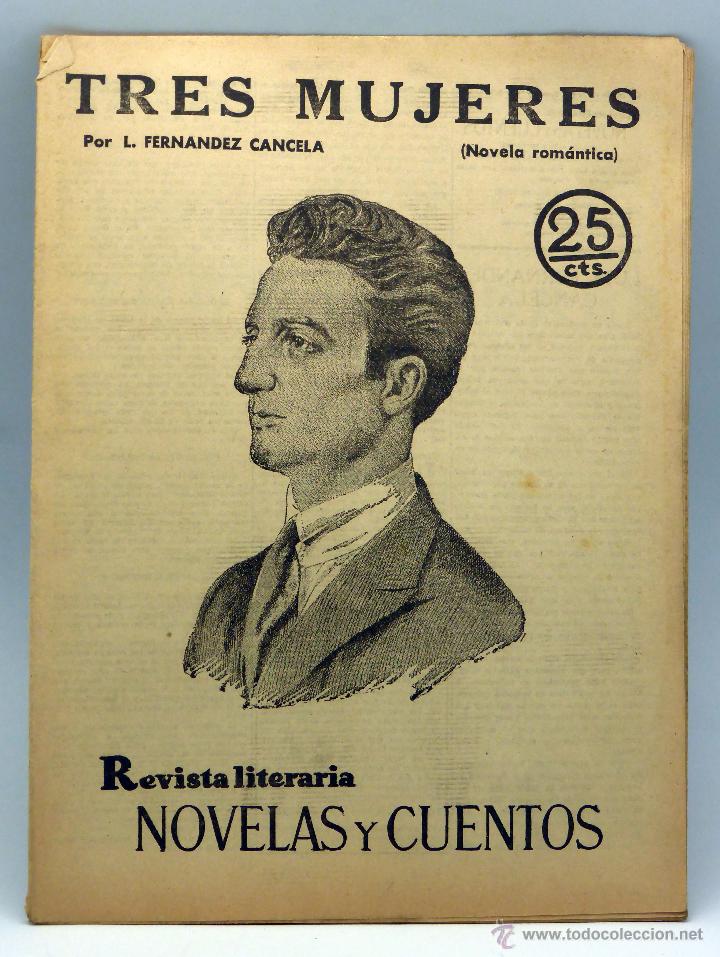 TRES MUJERES
Por L. FERNANDEZ CANCELA
(Novela romántica)
25
cts.
Revista literaria
NOVELAS Y CUENTOS
© www.todocoleccion.net